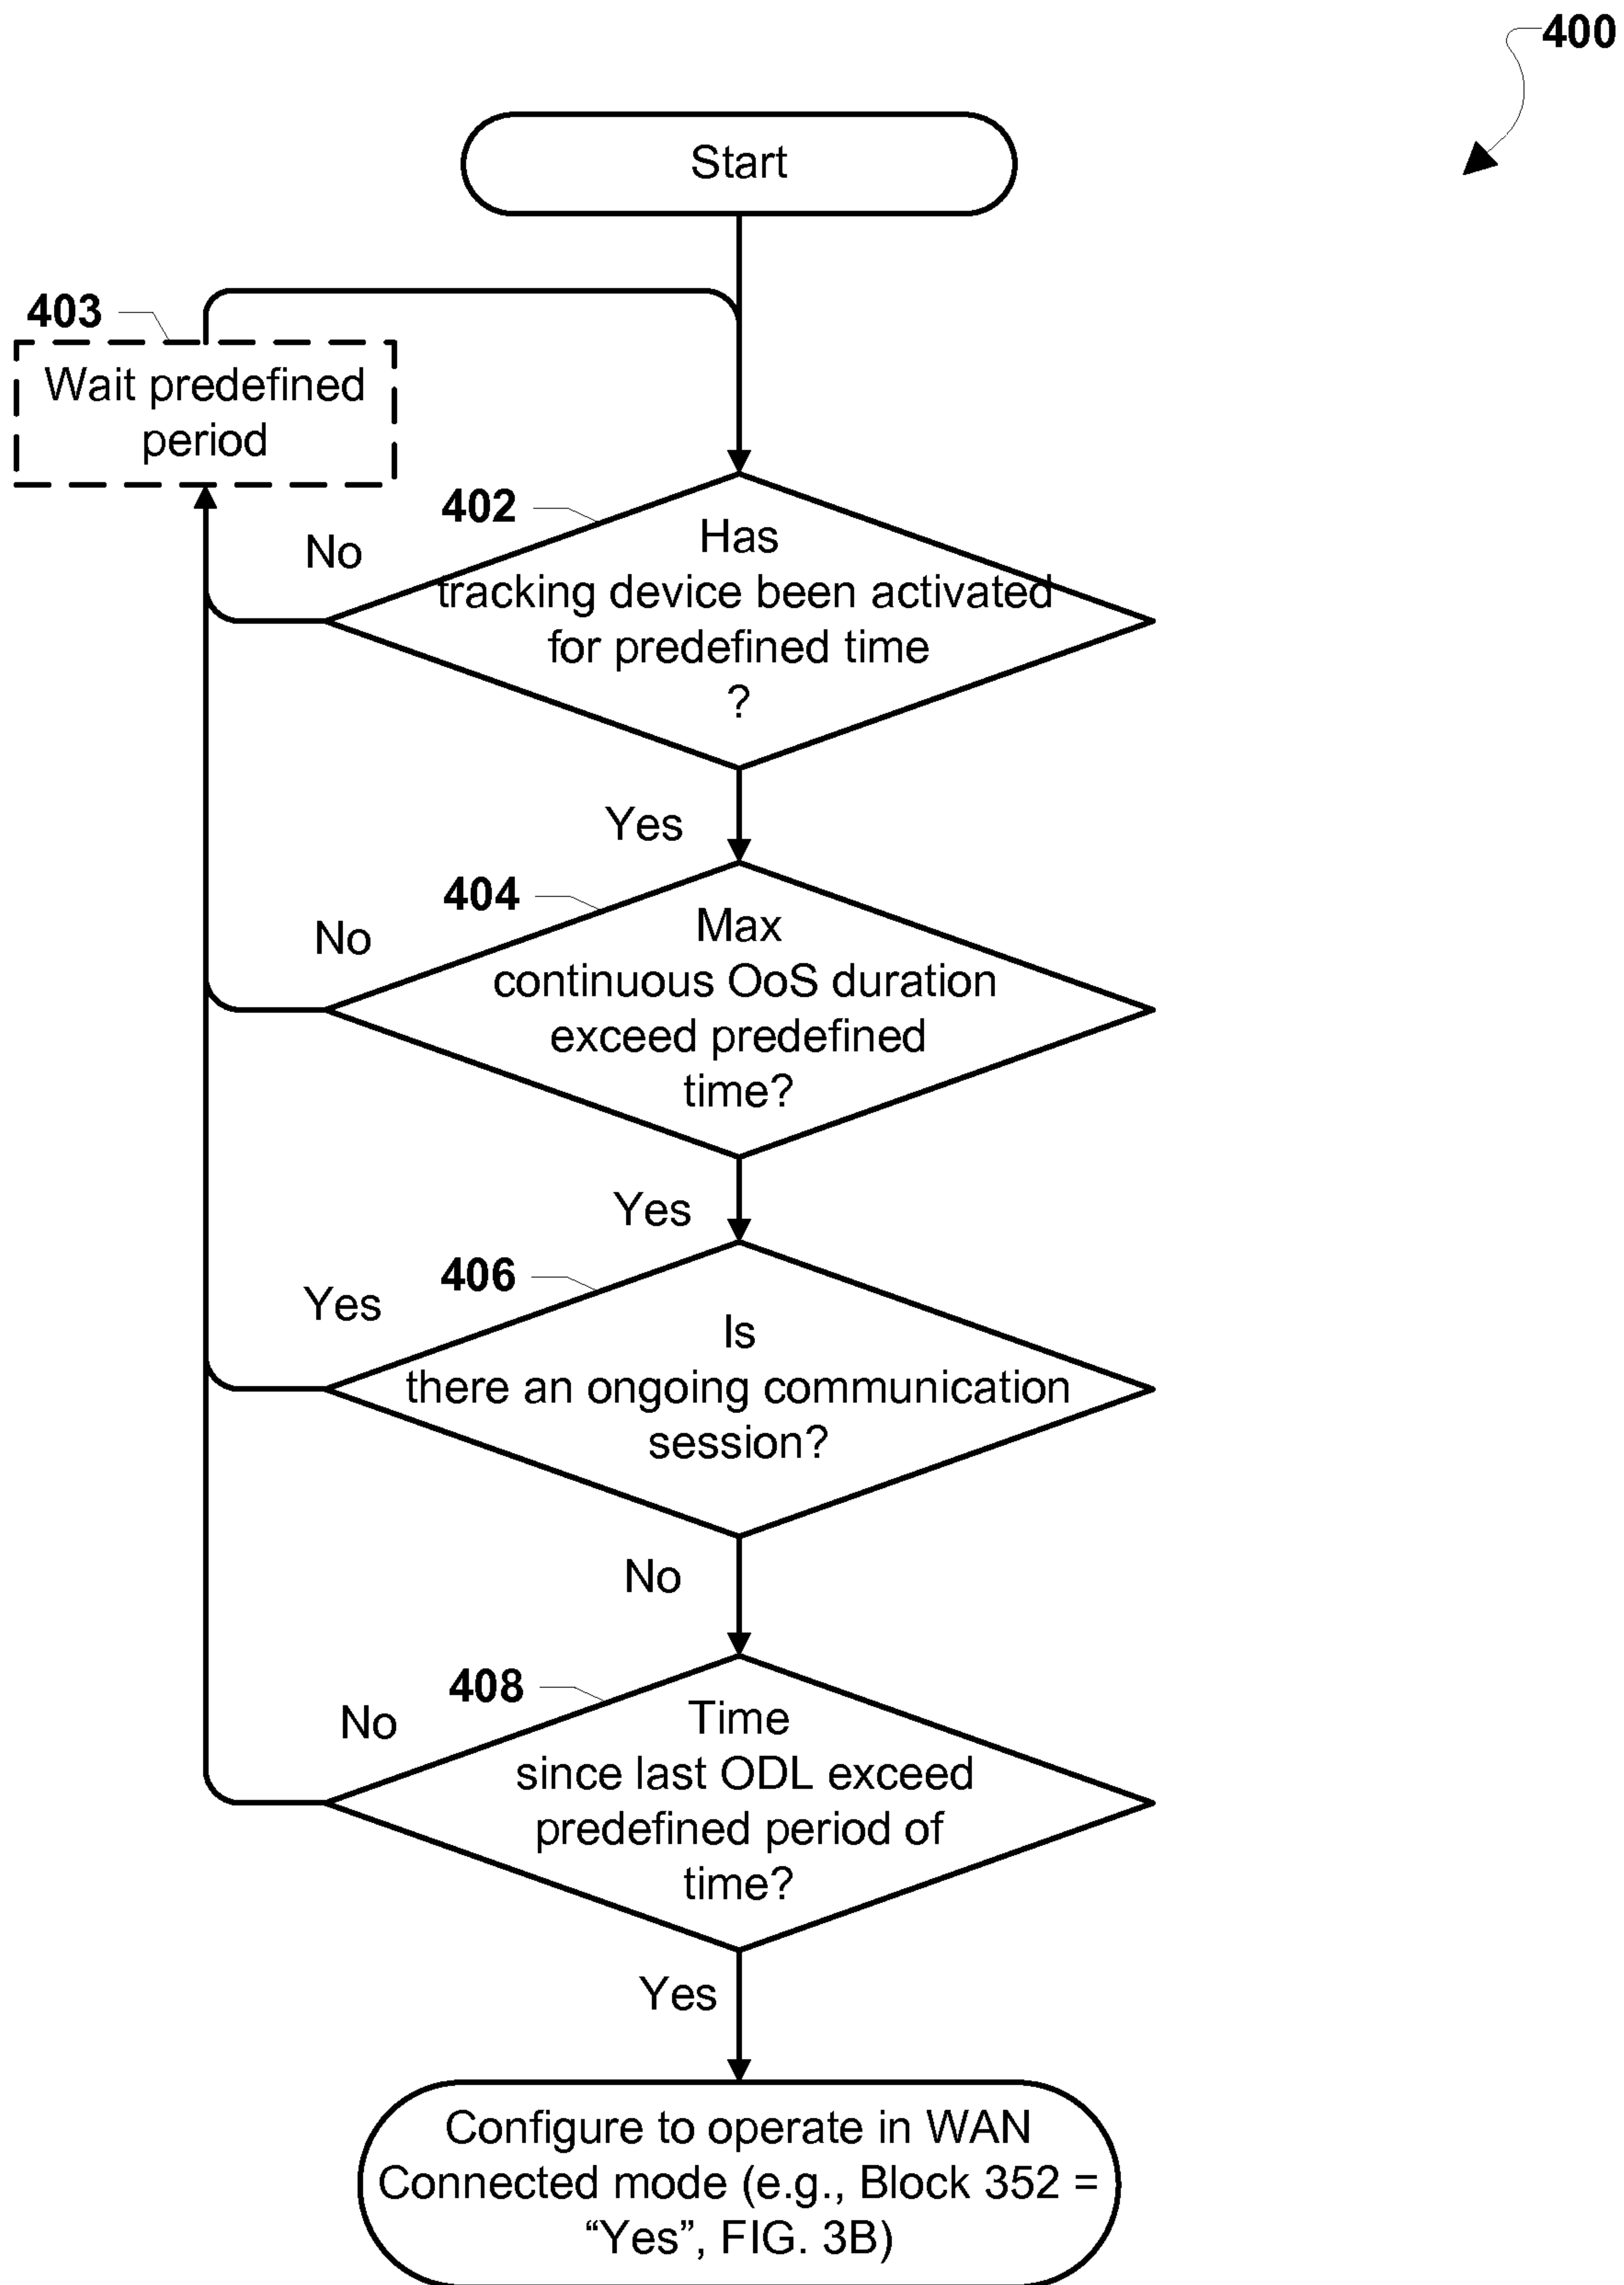 400
Start
403
Wait predefined
period
402
No
Has
tracking device been activated
for predefined time
?
Yes
404
No
Max
continuous OoS duration
exceed predefined
time?
Yes
406
Yes
Is
there an ongoing communication
session?
No
408
No
Time
since last ODL exceed
predefined period of
time?
Yes
Configure to operate in WAN
Connected mode (e.g., Block 352 =
“Yes”, FIG. 3B)